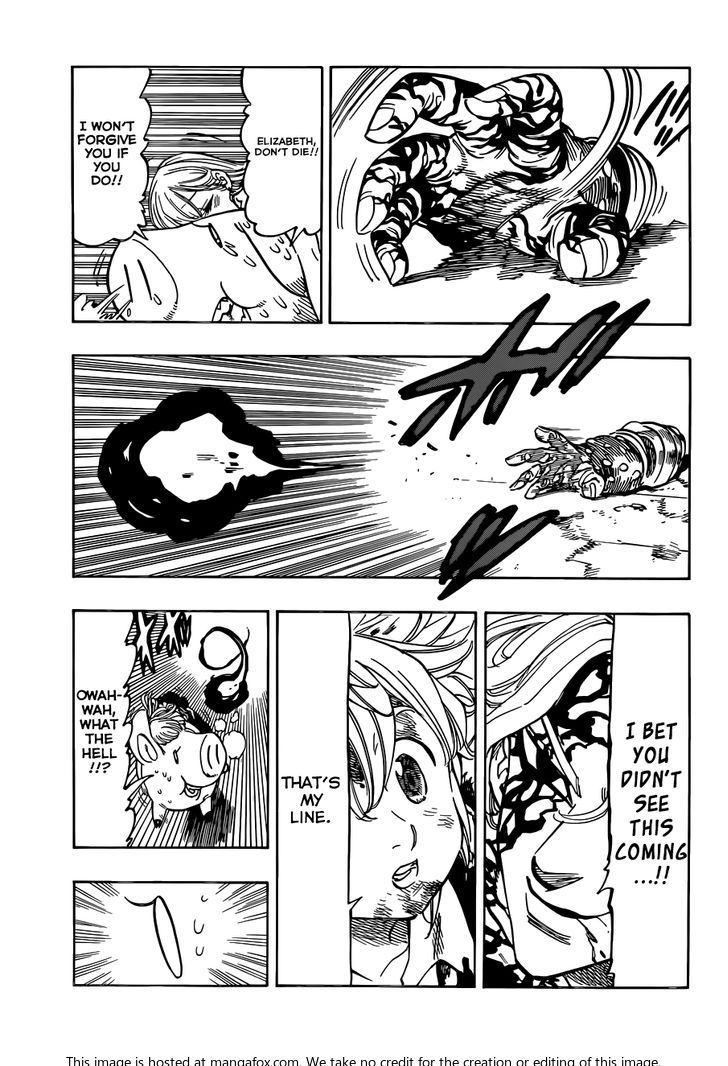 ELIZABETH,
DON'T DIE!!
I WON'T
FORGIVE
YOU IF
YOU
DO!!
I BET
YOU
DIDN'T
SEE
THIS
COMING
...!!
THAT'S
MY
LINE.
OWAH-
WAH,
WHAT
THE
HELL
!!?
This image is hosted at mangafox.com. We take no credit for the creation or editing of this image.